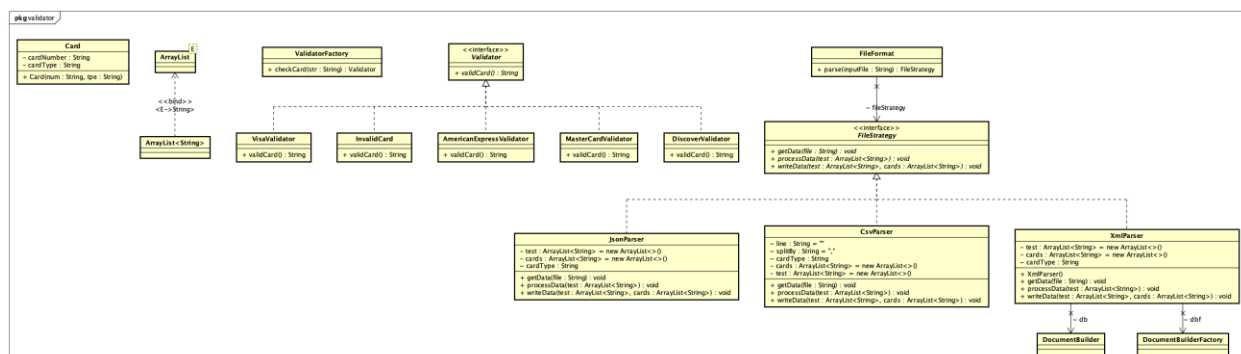 pkg validator
Card
- cardNumber : String
- cardType : String
+ Card(num : String, tpe : String)
E
ArrayList
<<bind>>
<E->String>
ArrayList<String>
ValidatorFactory
+ checkCard(str : String) : Validator
<<interface>>
Validator
+ validCard() : String
VisaValidator
+ validCard() : String
InvalidCard
+ validCard() : String
AmericanExpressValidator
+ validCard() : String
MasterCardValidator
+ validCard() : String
DiscoverValidator
+ validCard() : String
FileFormat
+ parse(inputFile : String) : FileStrategy
~ fileStrategy
<<interface>>
FileStrategy
+ getData(file : String) : void
+ processData(test : ArrayList<String>) : void
+ writeData(test : ArrayList<String>, cards : ArrayList<String>) : void
JsonParser
- test : ArrayList<String> = new ArrayList<>()
- cards : ArrayList<String> = new ArrayList<>()
- cardType : String
+ getData(file : String) : void
+ processData(test : ArrayList<String>) : void
+ writeData(test : ArrayList<String>, cards : ArrayList<String>) : void
CsvParser
- line : String = ""
- splitBy : String = ","
- cardType : String
- cards : ArrayList<String> = new ArrayList<>()
- test : ArrayList<String> = new ArrayList<>()
+ getData(file : String) : void
+ processData(test : ArrayList<String>) : void
+ writeData(test : ArrayList<String>, cards : ArrayList<String>) : void
XmlParser
- test : ArrayList<String> = new ArrayList<>()
- cards : ArrayList<String> = new ArrayList<>()
- cardType : String
+ XmlParser()
+ getData(file : String) : void
+ processData(test : ArrayList<String>) : void
+ writeData(test : ArrayList<String>, cards : ArrayList<String>) : void
~ db
~ dbf
DocumentBuilder
DocumentBuilderFactory